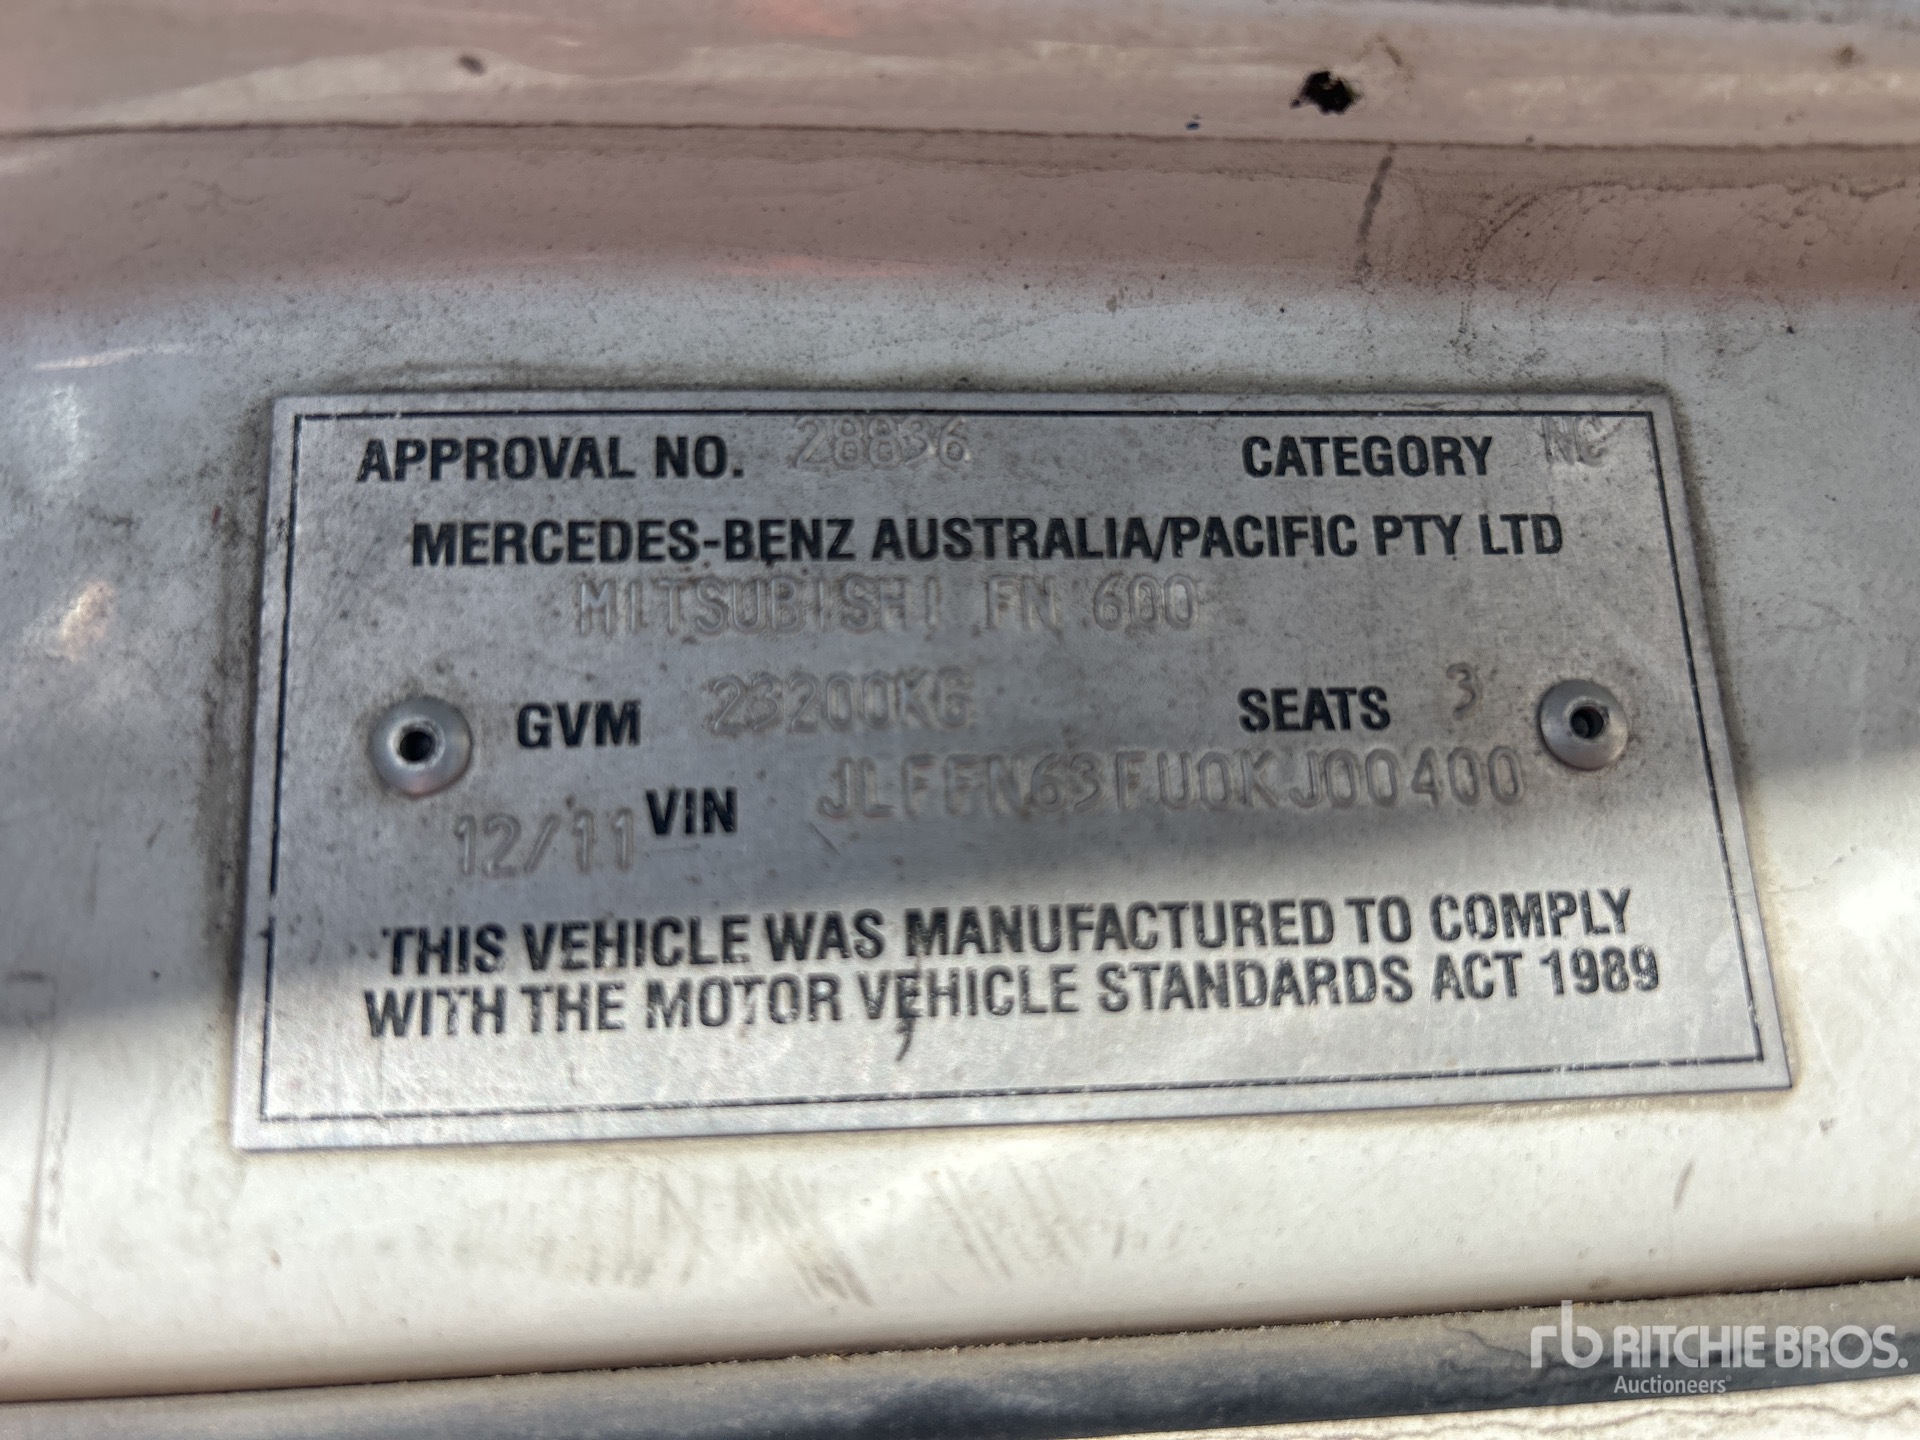 APPROVAL NO. 28836 CATEGORY NC
MERCEDES-BENZ AUSTRALIA/PACIFIC PTY LTD
MITSUBISHI FN 600
GVM 23200KG SEATS 3
12/11 VIN JLFFN63FU0KJ00400
THIS VEHICLE WAS MANUFACTURED TO COMPLY
WITH THE MOTOR VEHICLE STANDARDS ACT 1989
rb RITCHIE BROS.
Auctioneers